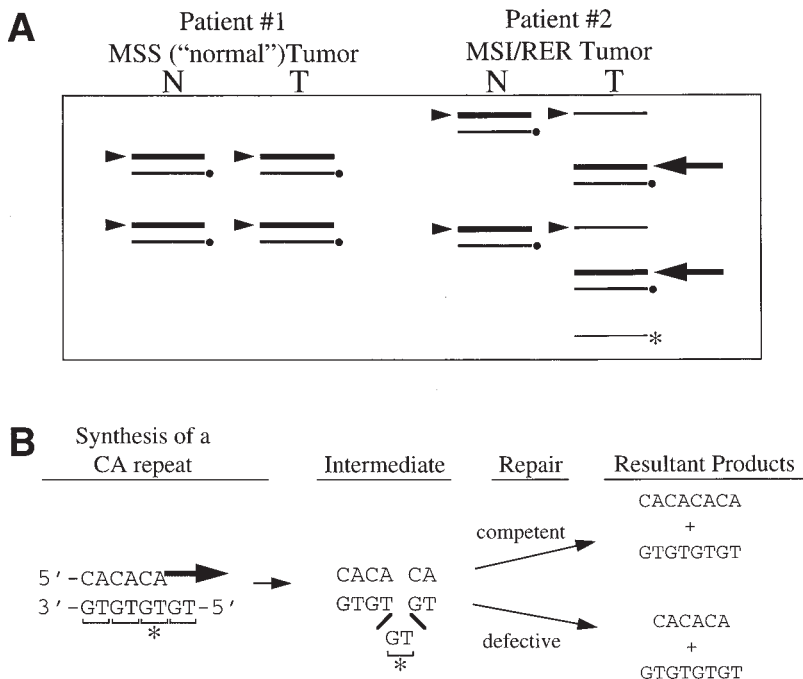 A
Patient #1
MSS ("normal")Tumor
N T
Patient #2
MSI/RER Tumor
N T
*
B
Synthesis of a
CA repeat
Intermediate
Repair
Resultant Products
5'-CACACA
3'-GTGTGTGT-5'
*
CACA CA
GTGT GT
GT
*
competent
defective
CACACACA
+
GTGTGTGT
CACACA
+
GTGTGTGT